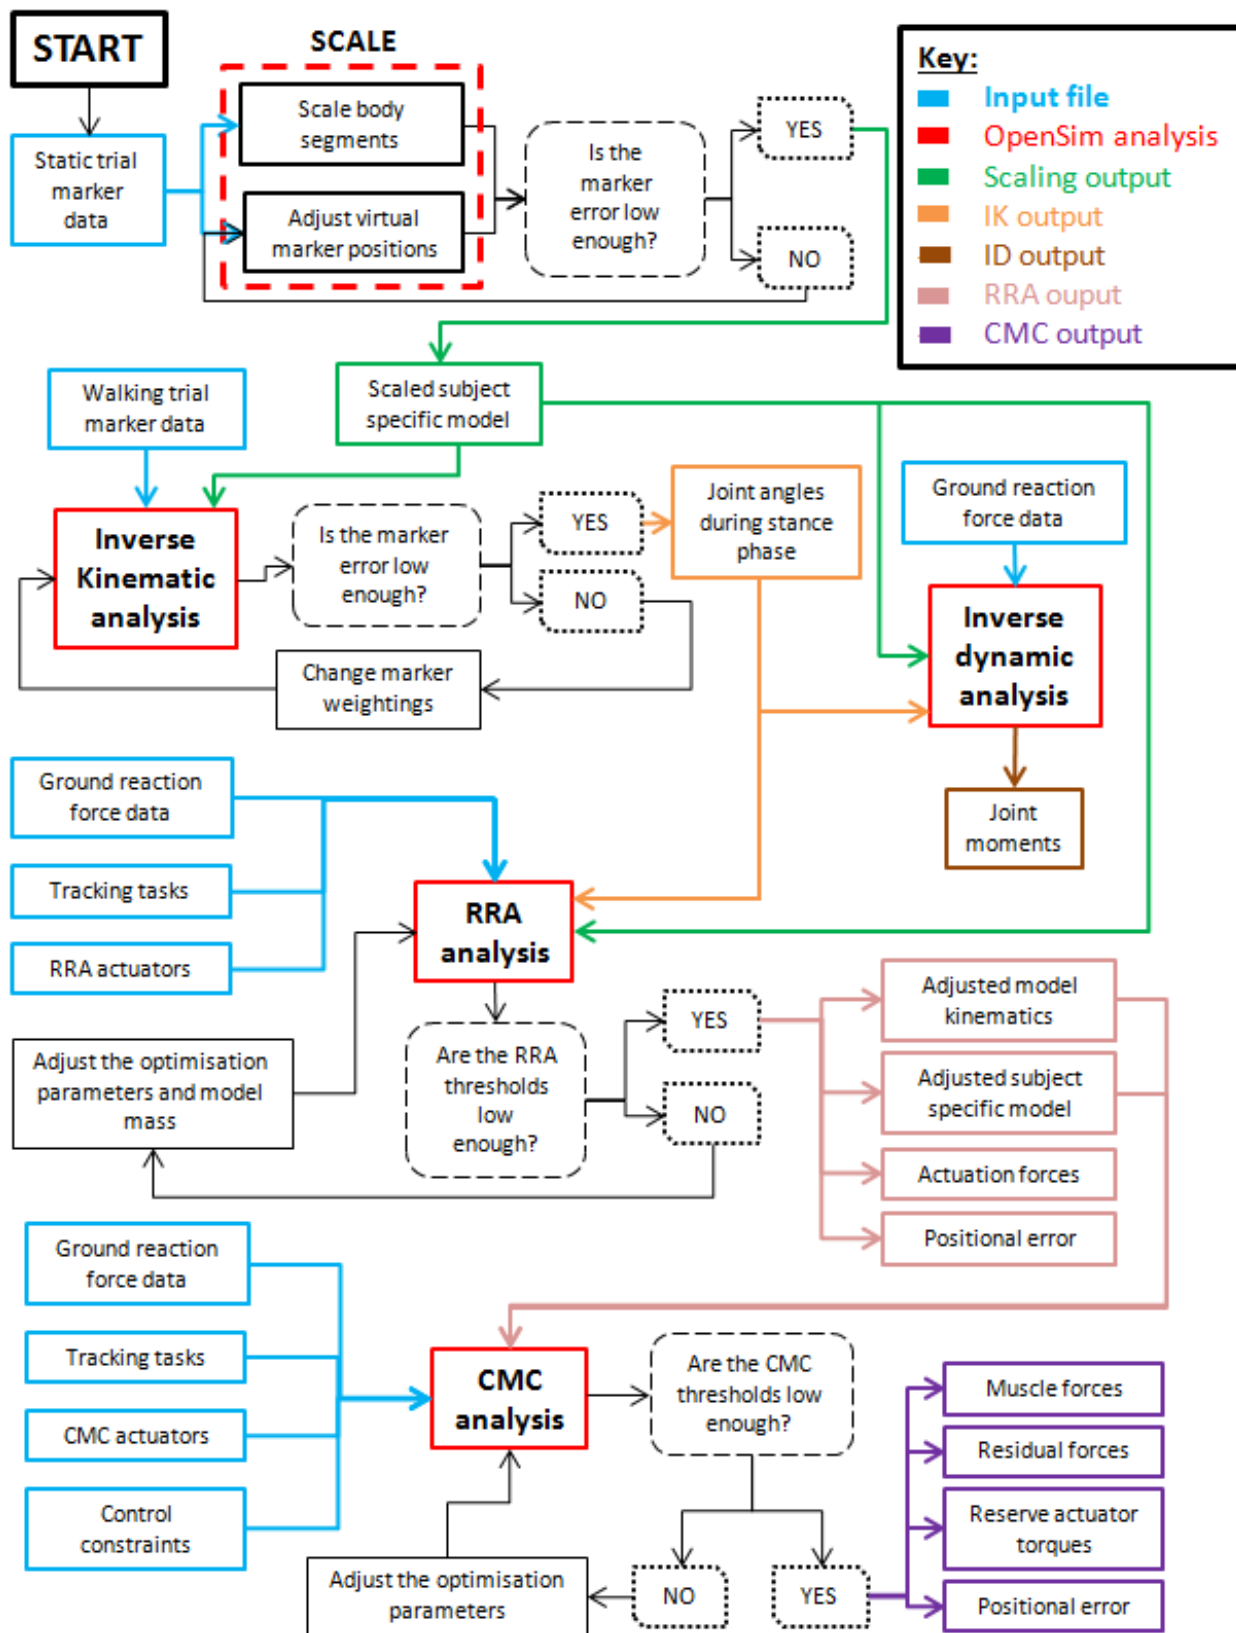 START
SCALE
Scale body
segments
Adjust virtual
marker positions
Static trial
marker
data
Is the
marker
error low
enough?
YES
NO
Key:
Input file
OpenSim analysis
Scaling output
IK output
ID output
RRA ouput
CMC output
Walking trial
marker data
Scaled subject
specific model
Inverse
Kinematic
analysis
Is the marker
error low
enough?
YES
NO
Change marker
weightings
Joint angles
during stance
phase
Ground reaction
force data
Inverse
dynamic
analysis
Joint
moments
Ground reaction
force data
Tracking tasks
RRA actuators
RRA
analysis
Adjust the optimisation
parameters and model
mass
Are the RRA
thresholds
low
enough?
YES
NO
Adjusted model
kinematics
Adjusted subject
specific model
Actuation forces
Positional error
Ground reaction
force data
Tracking tasks
CMC actuators
Control
constraints
CMC
analysis
Are the CMC
thresholds low
enough?
Adjust the optimisation
parameters
NO
YES
Muscle forces
Residual forces
Reserve actuator
torques
Positional error